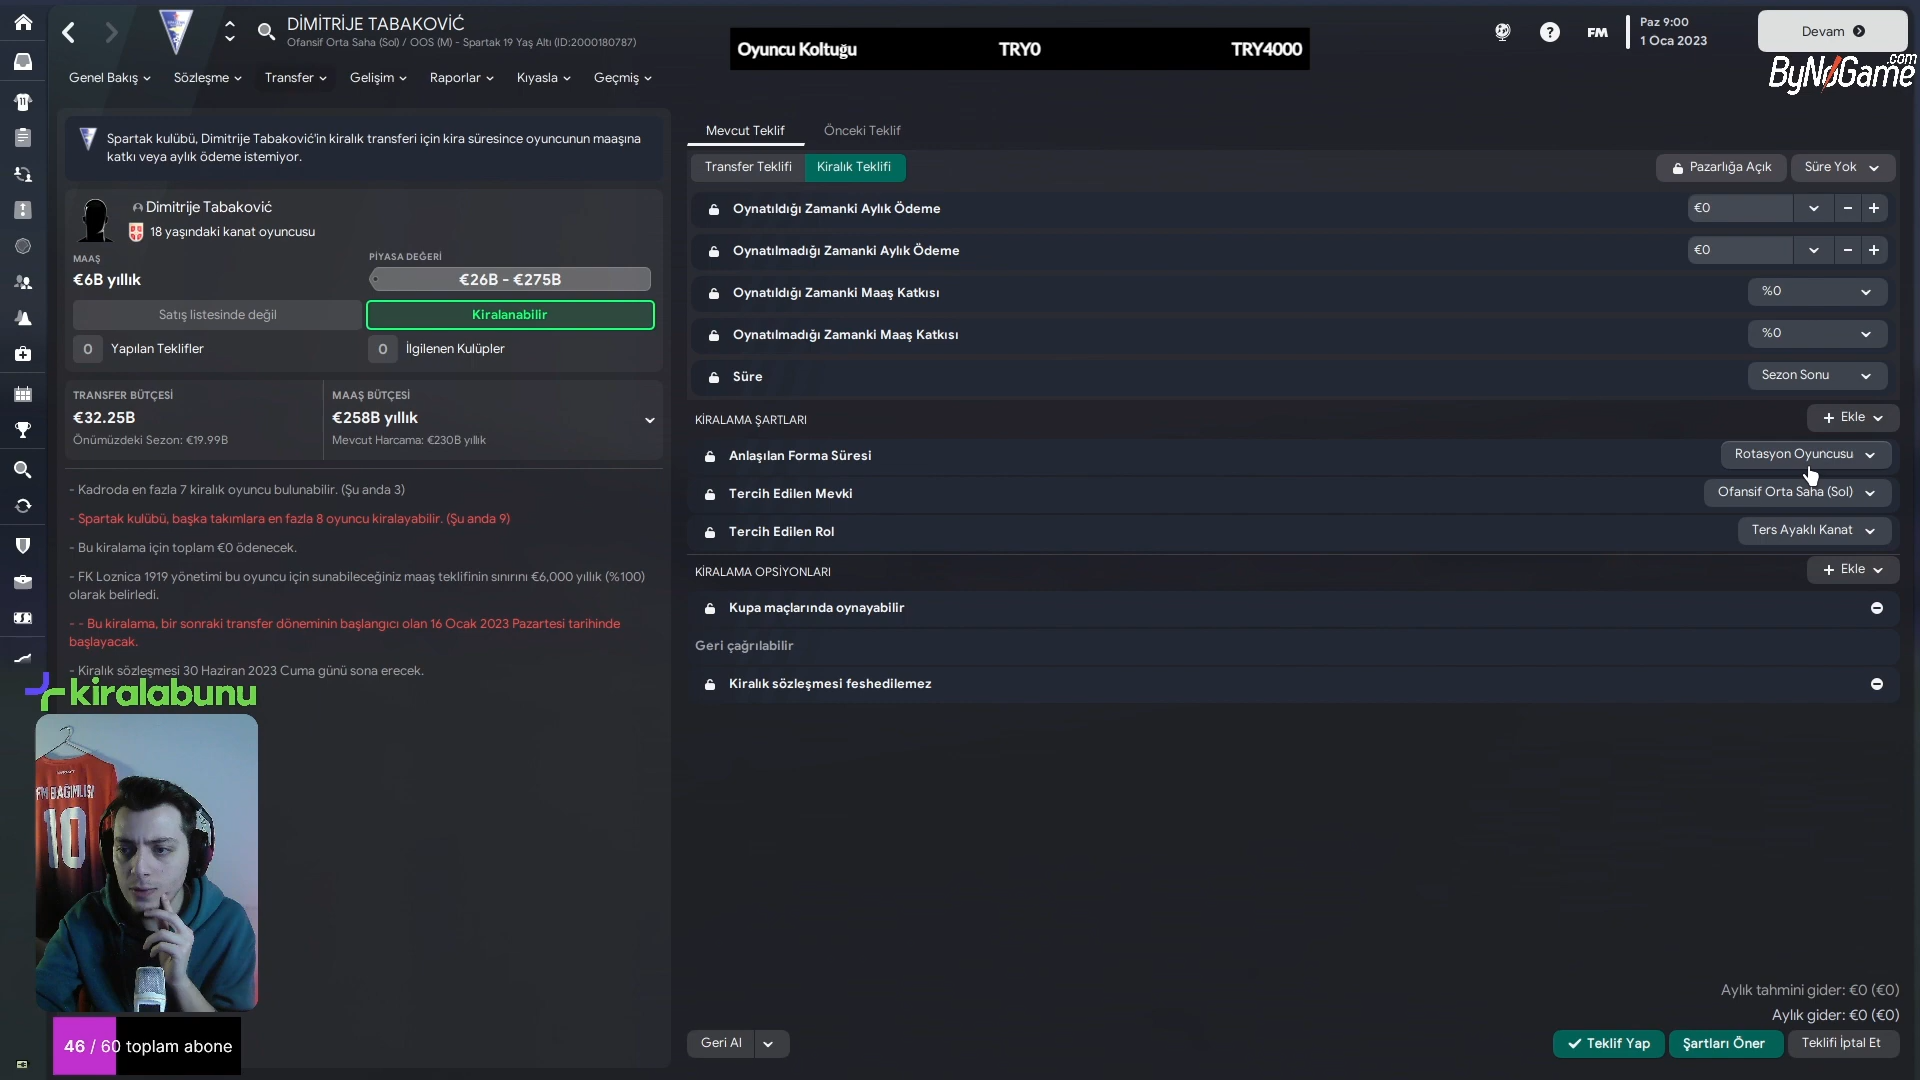 DİMİTRİJE TABAKOVİĆ
Ofansif Orta Saha (Sol) / OOS (M) - Spartak 19 Yaş Altı (ID:2000180787)
Oyuncu Koltuğu TRY0 TRY4000
FM
Paz 9:00
1 Oca 2023
Devam
ByNoGame.com
Genel Bakış Sözleşme Transfer Gelişim Raporlar Kıyasla Geçmiş
Spartak kulübü, Dimitrije Tabaković'in kiralık transferi için kira süresince oyuncunun maaşına
katkı veya aylık ödeme istemiyor.
Dimitrije Tabaković
18 yaşındaki kanat oyuncusu
MAAŞ
€6B yıllık
PİYASA DEĞERİ
€26B - €275B
Satış listesinde değil
Kiralanabilir
0 Yapılan Teklifler
0 İlgilenen Kulüpler
TRANSFER BÜTÇESİ
€32.25B
Önümüzdeki Sezon: €19.99B
MAAŞ BÜTÇESİ
€258B yıllık
Mevcut Harcama: €230B yıllık
- Kadroda en fazla 7 kiralık oyuncu bulunabilir. (Şu anda 3)
- Spartak kulübü, başka takımlara en fazla 8 oyuncu kiralayabilir. (Şu anda 9)
- Bu kiralama için toplam €0 ödenecek.
- FK Loznica 1919 yönetimi bu oyuncu için sunabileceğiniz maaş teklifinin sınırını €6,000 yıllık (%100)
olarak belirledi.
- - Bu kiralama, bir sonraki transfer döneminin başlangıcı olan 16 Ocak 2023 Pazartesi tarihinde
başlayacak.
- Kiralık sözleşmesi 30 Haziran 2023 Cuma günü sona erecek.
kiralabunu
FM BAĞIMLISI
10
46 / 60 toplam abone
Mevcut Teklif Önceki Teklif
Transfer Teklifi Kiralık Teklifi
Pazarlığa Açık Süre Yok
Oynatıldığı Zamanki Aylık Ödeme €0
Oynatılmadığı Zamanki Aylık Ödeme €0
Oynatıldığı Zamanki Maaş Katkısı %0
Oynatılmadığı Zamanki Maaş Katkısı %0
Süre Sezon Sonu
KİRALAMA ŞARTLARI + Ekle
Anlaşılan Forma Süresi Rotasyon Oyuncusu
Tercih Edilen Mevki Ofansif Orta Saha (Sol)
Tercih Edilen Rol Ters Ayaklı Kanat
KİRALAMA OPSİYONLARI + Ekle
Kupa maçlarında oynayabilir
Geri çağrılabilir
Kiralık sözleşmesi feshedilemez
Aylık tahmini gider: €0 (€0)
Aylık gider: €0 (€0)
Geri Al
Teklif Yap Şartları Öner Teklifi İptal Et